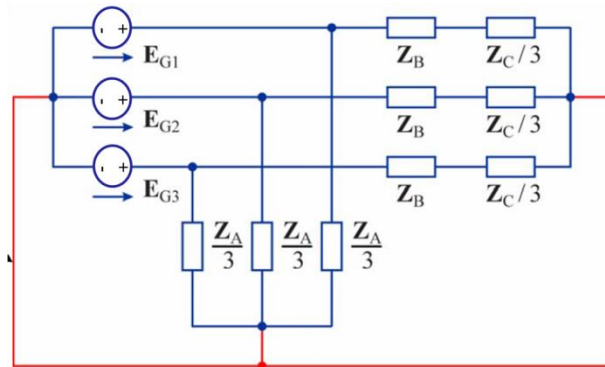 - +
E_G1
Z_B
Z_C / 3
- +
E_G2
Z_B
Z_C / 3
- +
E_G3
Z_B
Z_C / 3
Z_A/3 Z_A/3 Z_A/3